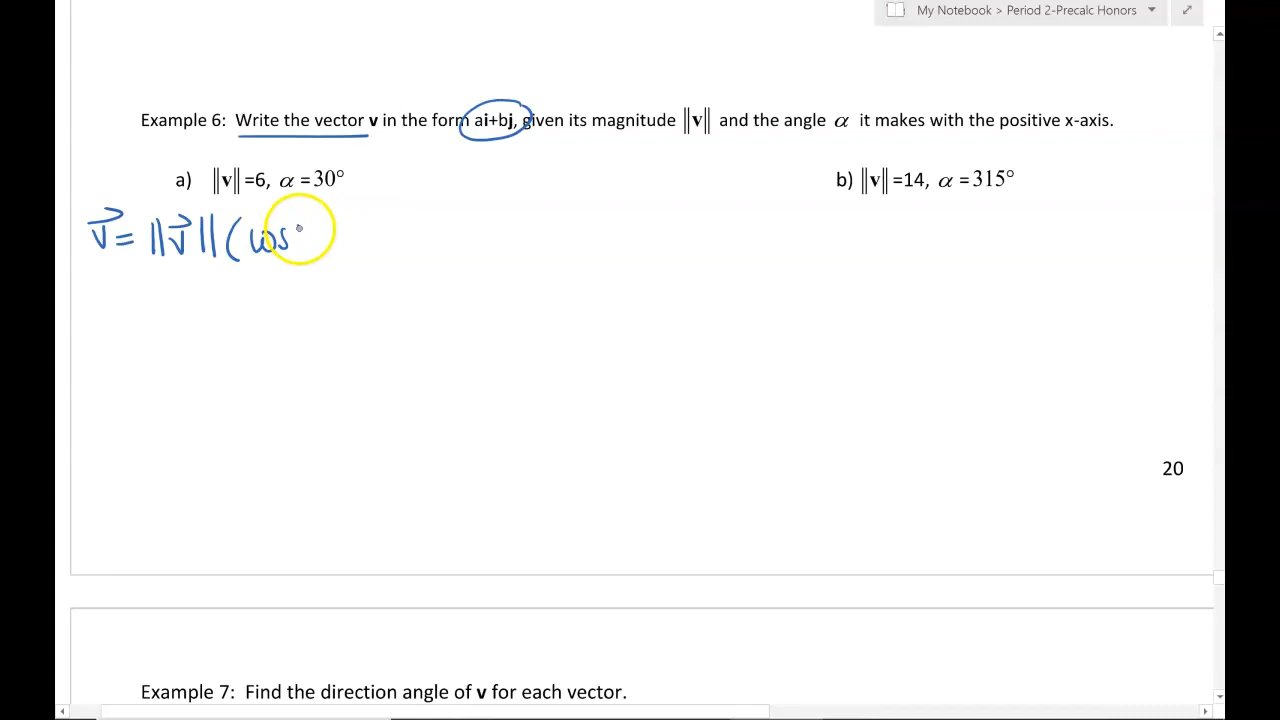 My Notebook > Period 2-Precalc Honors
Example 6: Write the vector v in the form ai+bj, given its magnitude ‖v‖ and the angle α it makes with the positive x-axis.
a) ‖v‖=6, α = 30° b) ‖v‖=14, α = 315°
v⃗ = ‖v⃗‖ ( cos
20
Example 7: Find the direction angle of v for each vector.